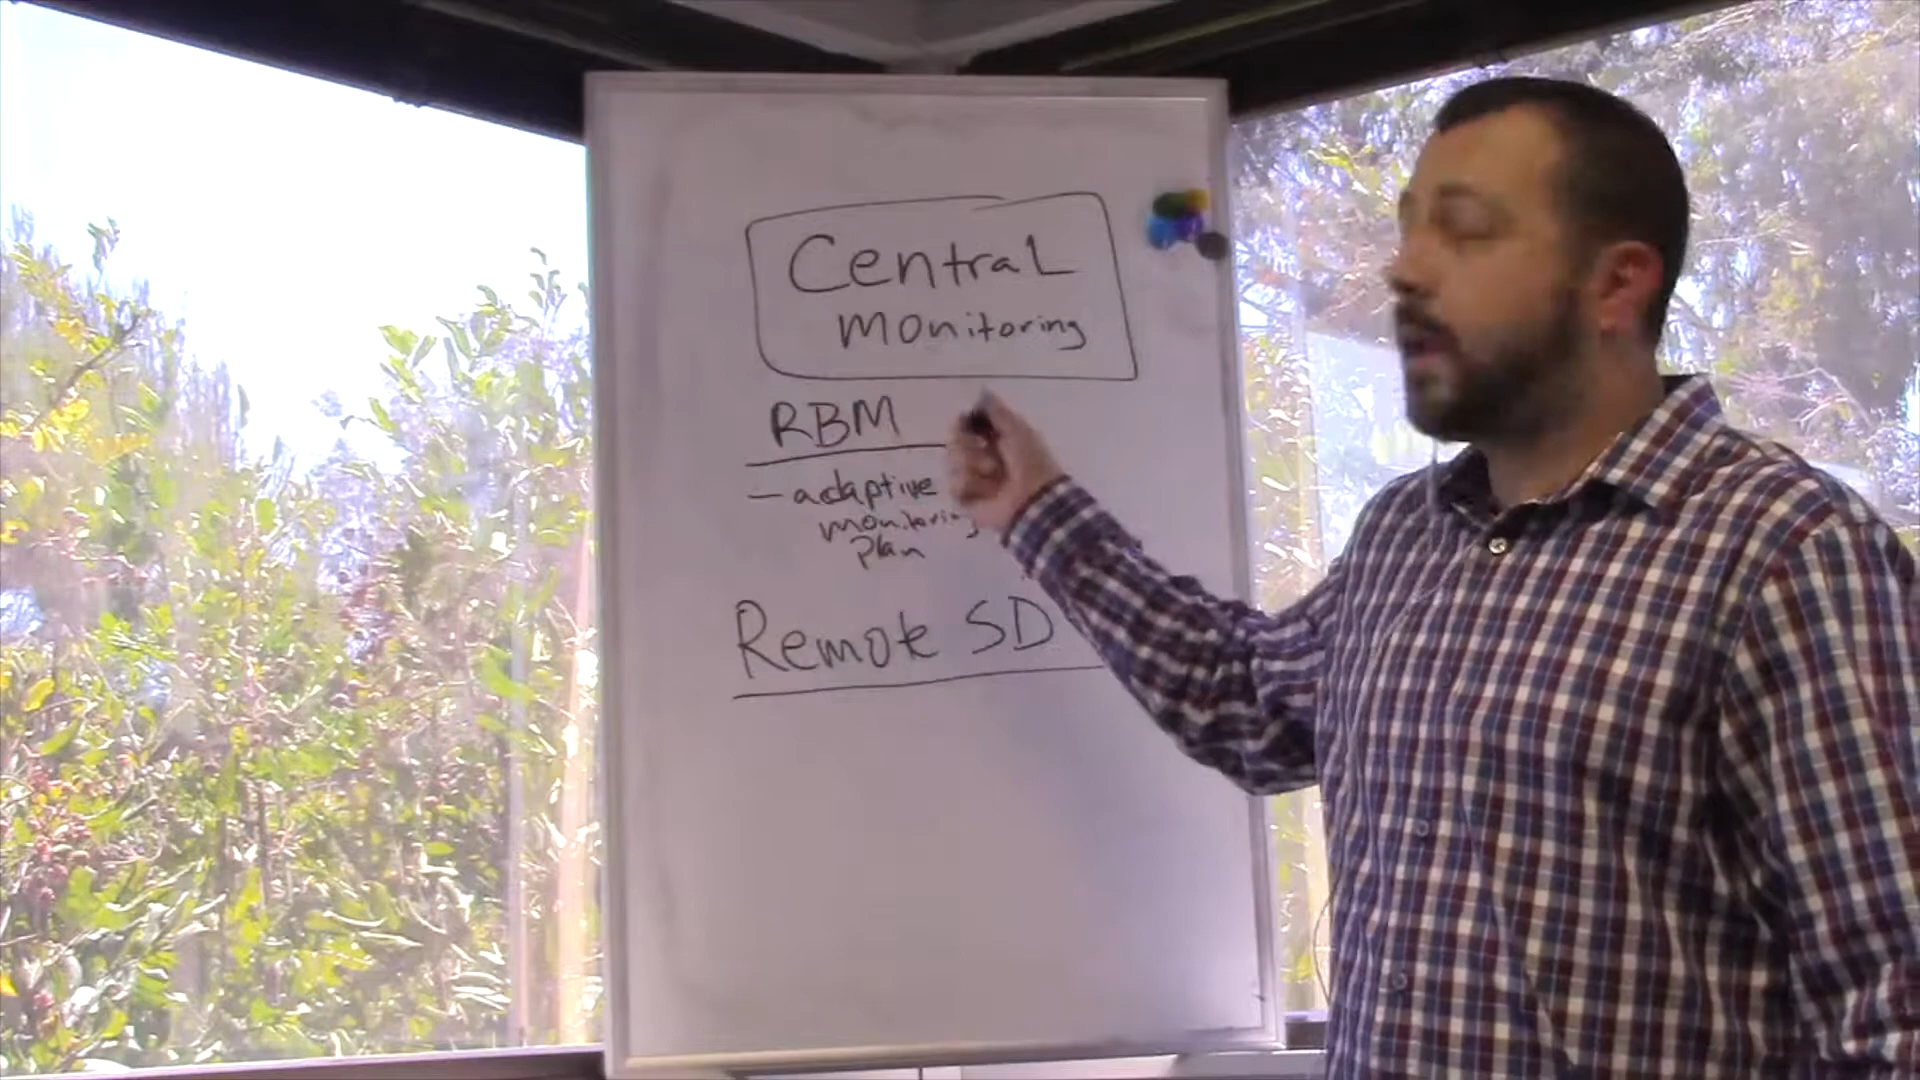 Central
monitoring
RBM
- adaptive
monitoring
plan
Remote SD